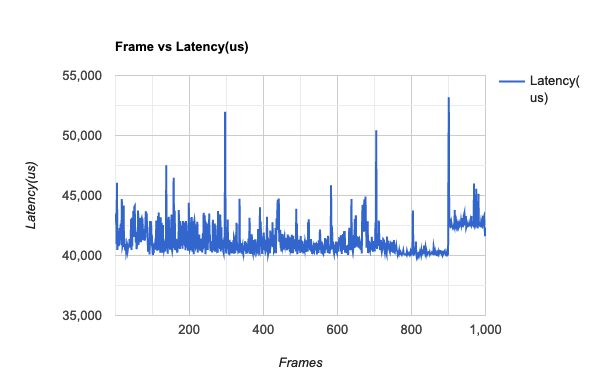 Frame vs Latency(us)
55,000
50,000
45,000
40,000
35,000
Latency(us)
200
400
600
800
1,000
Frames
Latency(
us)